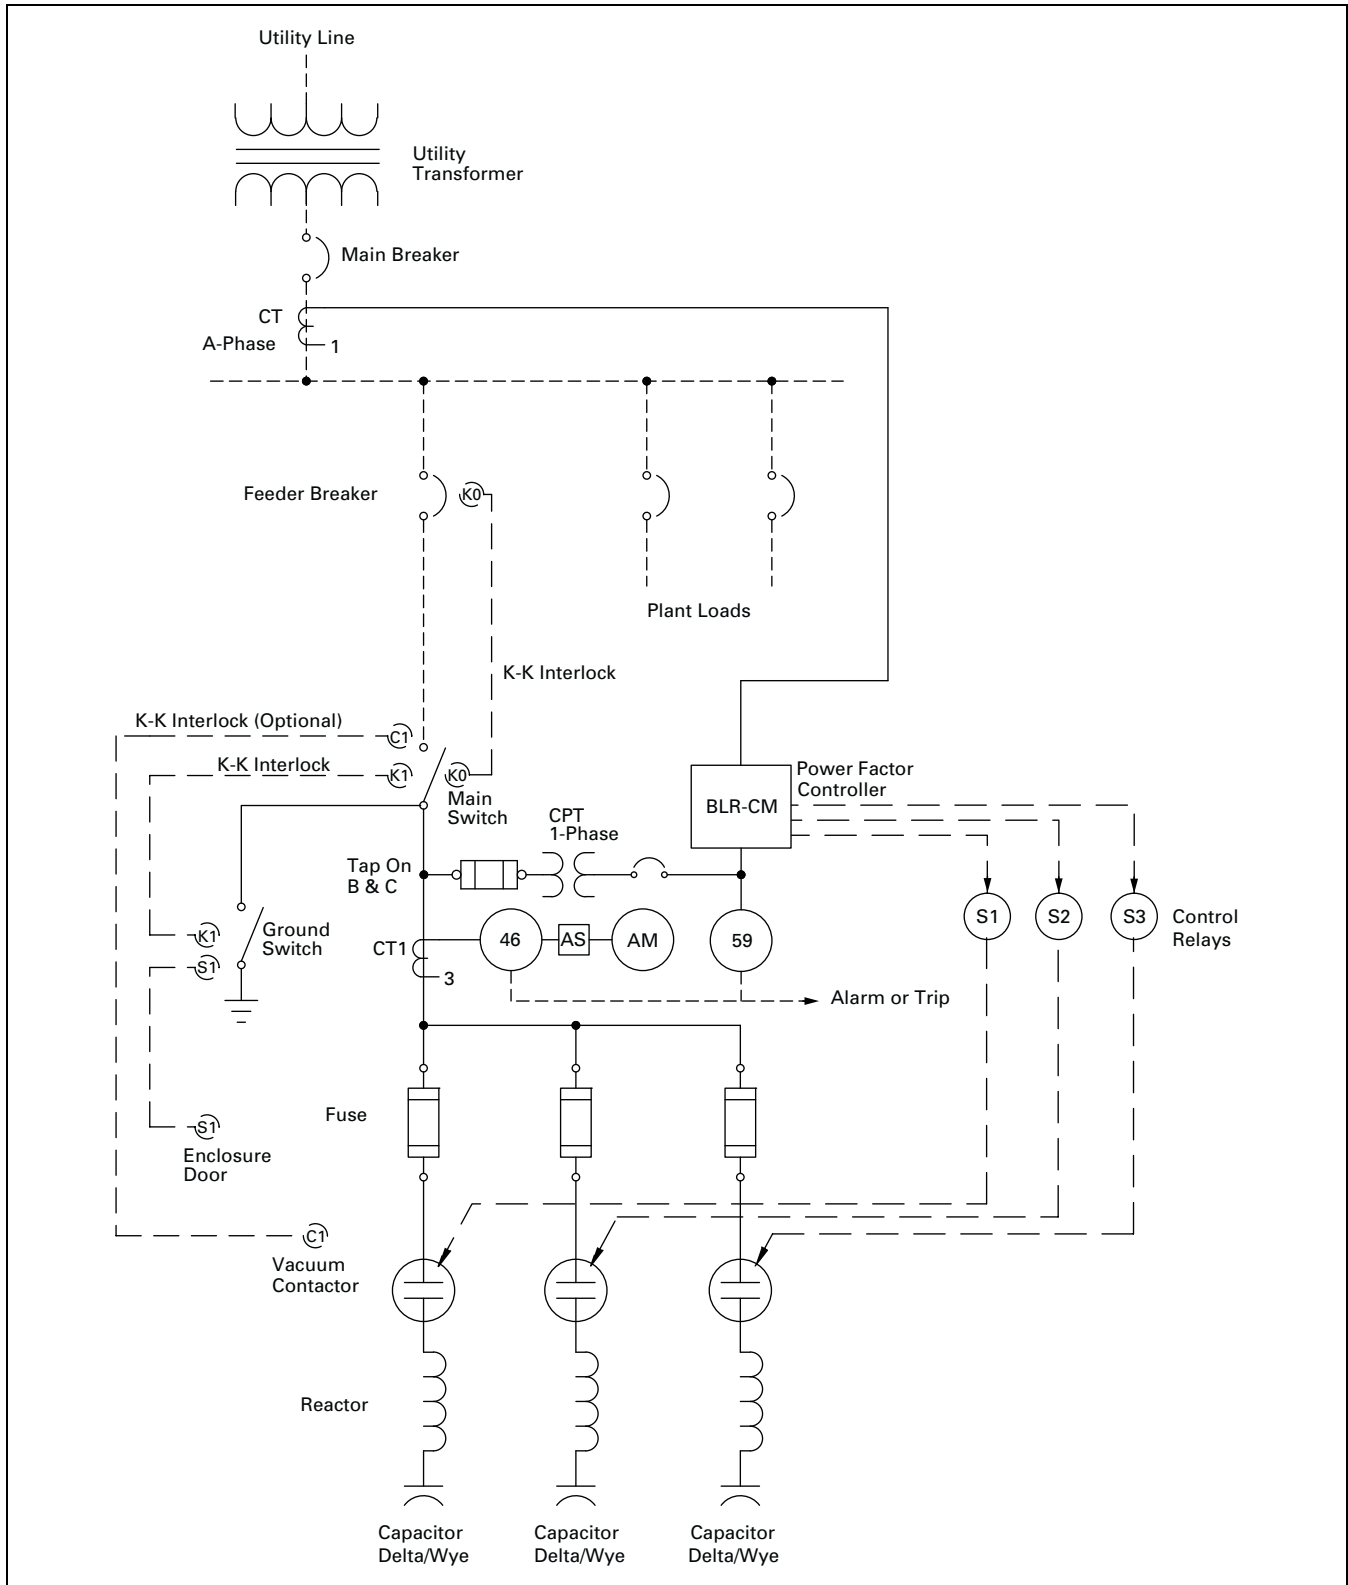 Utility Line
Utility
Transformer
Main Breaker
CT
A-Phase
1
Feeder Breaker
K0
Plant Loads
K-K Interlock
K-K Interlock (Optional)
C1
K-K Interlock
K1
K0
Main
Switch
Power Factor
Controller
BLR-CM
CPT
1-Phase
Tap On
B & C
K1
Ground
Switch
S1
CT1
3
46
AS
AM
59
S1
S2
S3
Control
Relays
Alarm or Trip
Fuse
S1
Enclosure
Door
C1
Vacuum
Contactor
Reactor
Capacitor
Delta/Wye
Capacitor
Delta/Wye
Capacitor
Delta/Wye